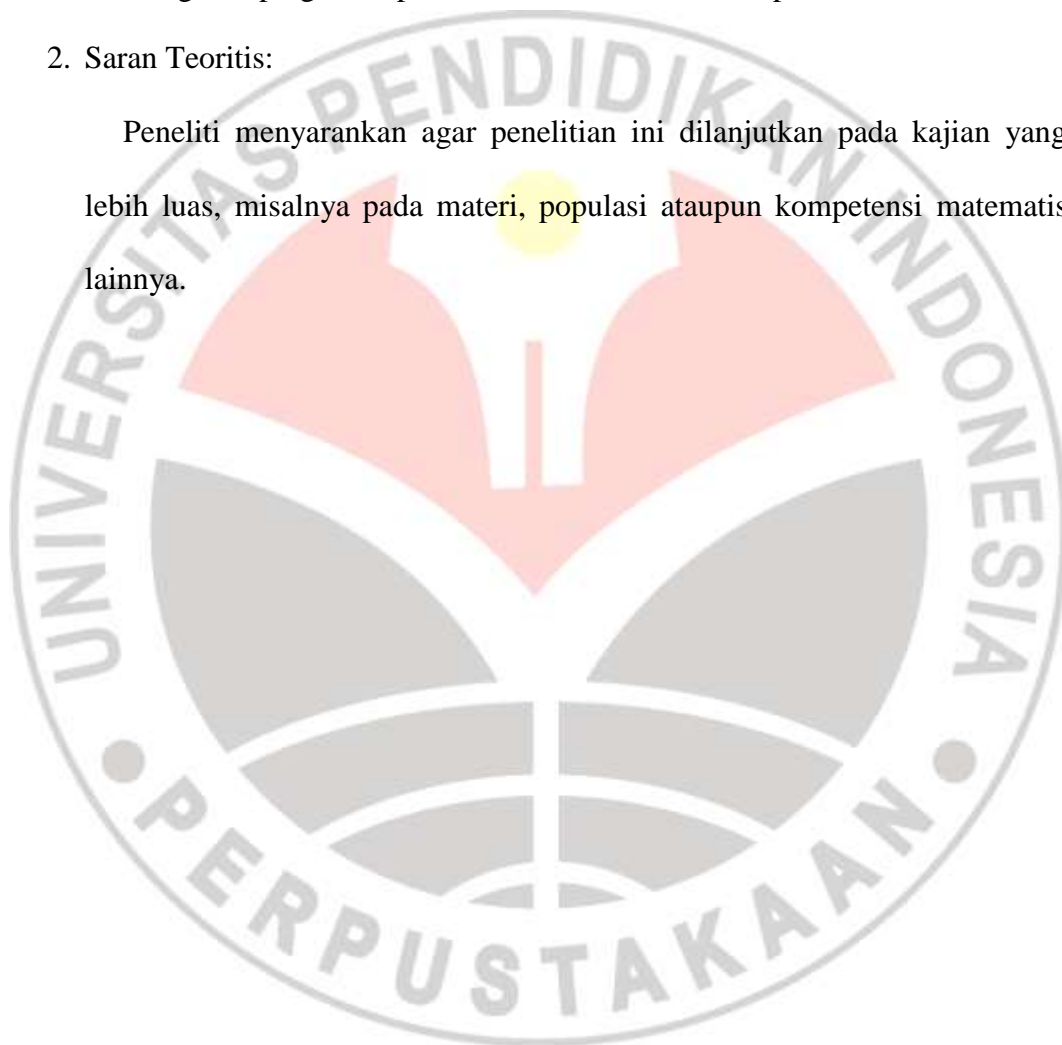 2. Saran Teoritis:
Peneliti menyarankan agar penelitian ini dilanjutkan pada kajian yang
lebih luas, misalnya pada materi, populasi ataupun kompetensi matematis
lainnya.
UNIVERSITAS PENDIDIKAN INDONESIA
PERPUSTAKAAN